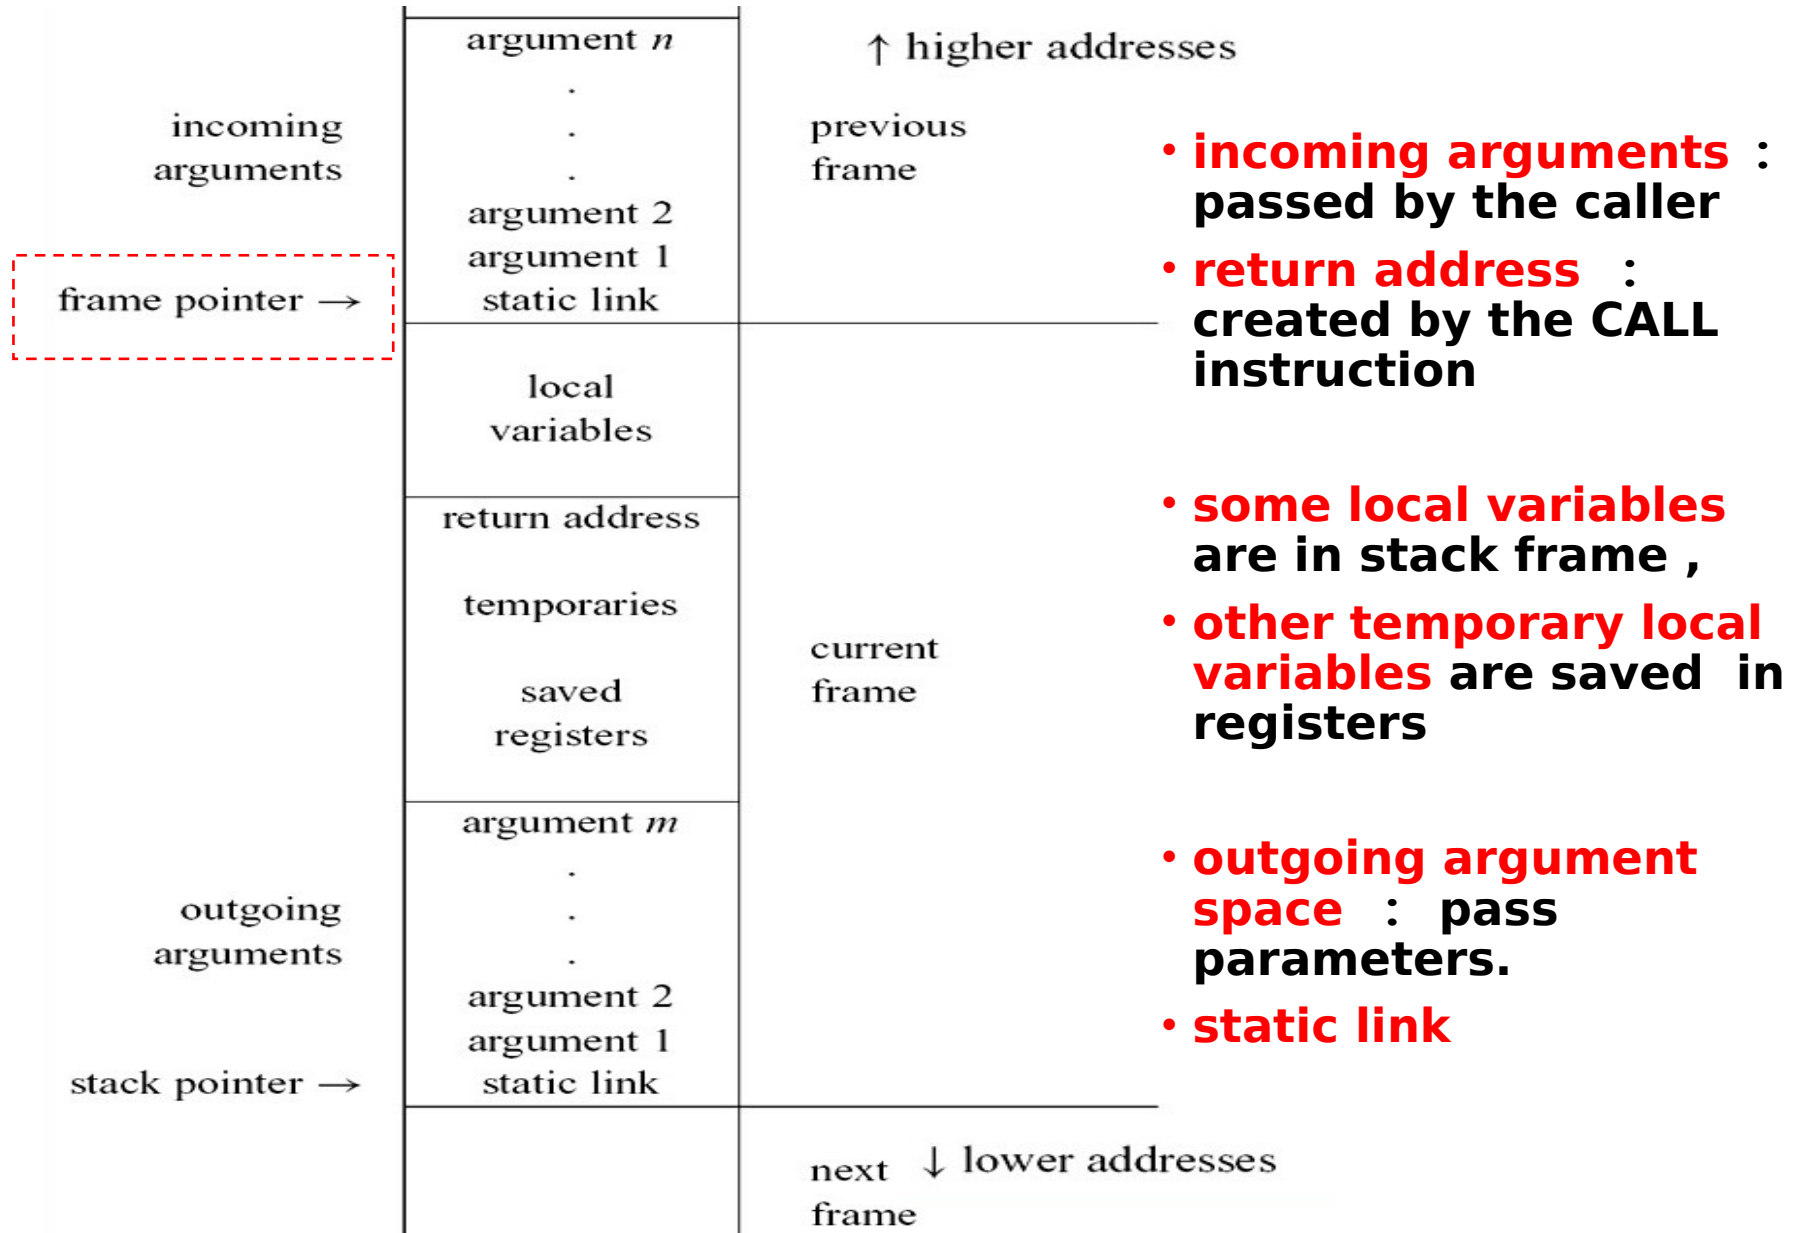 argument n
↑ higher addresses
.
incoming
arguments
.
.
previous
frame
argument 2
argument 1
frame pointer →
static link
local
variables
return address
temporaries
saved
registers
current
frame
argument m
.
outgoing
arguments
.
.
argument 2
argument 1
stack pointer →
static link
next
frame
↓ lower addresses
• incoming arguments :
passed by the caller
• return address :
created by the CALL
instruction
• some local variables
are in stack frame ,
• other temporary local
variables are saved in
registers
• outgoing argument
space : pass
parameters.
• static link